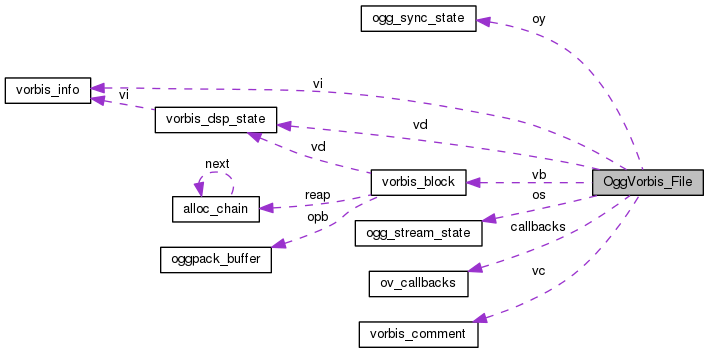 ogg_sync_state
oy
vorbis_info
vi
vi
vorbis_dsp_state
vd
vd
next
vorbis_block
vb
OggVorbis_File
reap
os
alloc_chain
opb
callbacks
ogg_stream_state
oggpack_buffer
vc
ov_callbacks
vorbis_comment